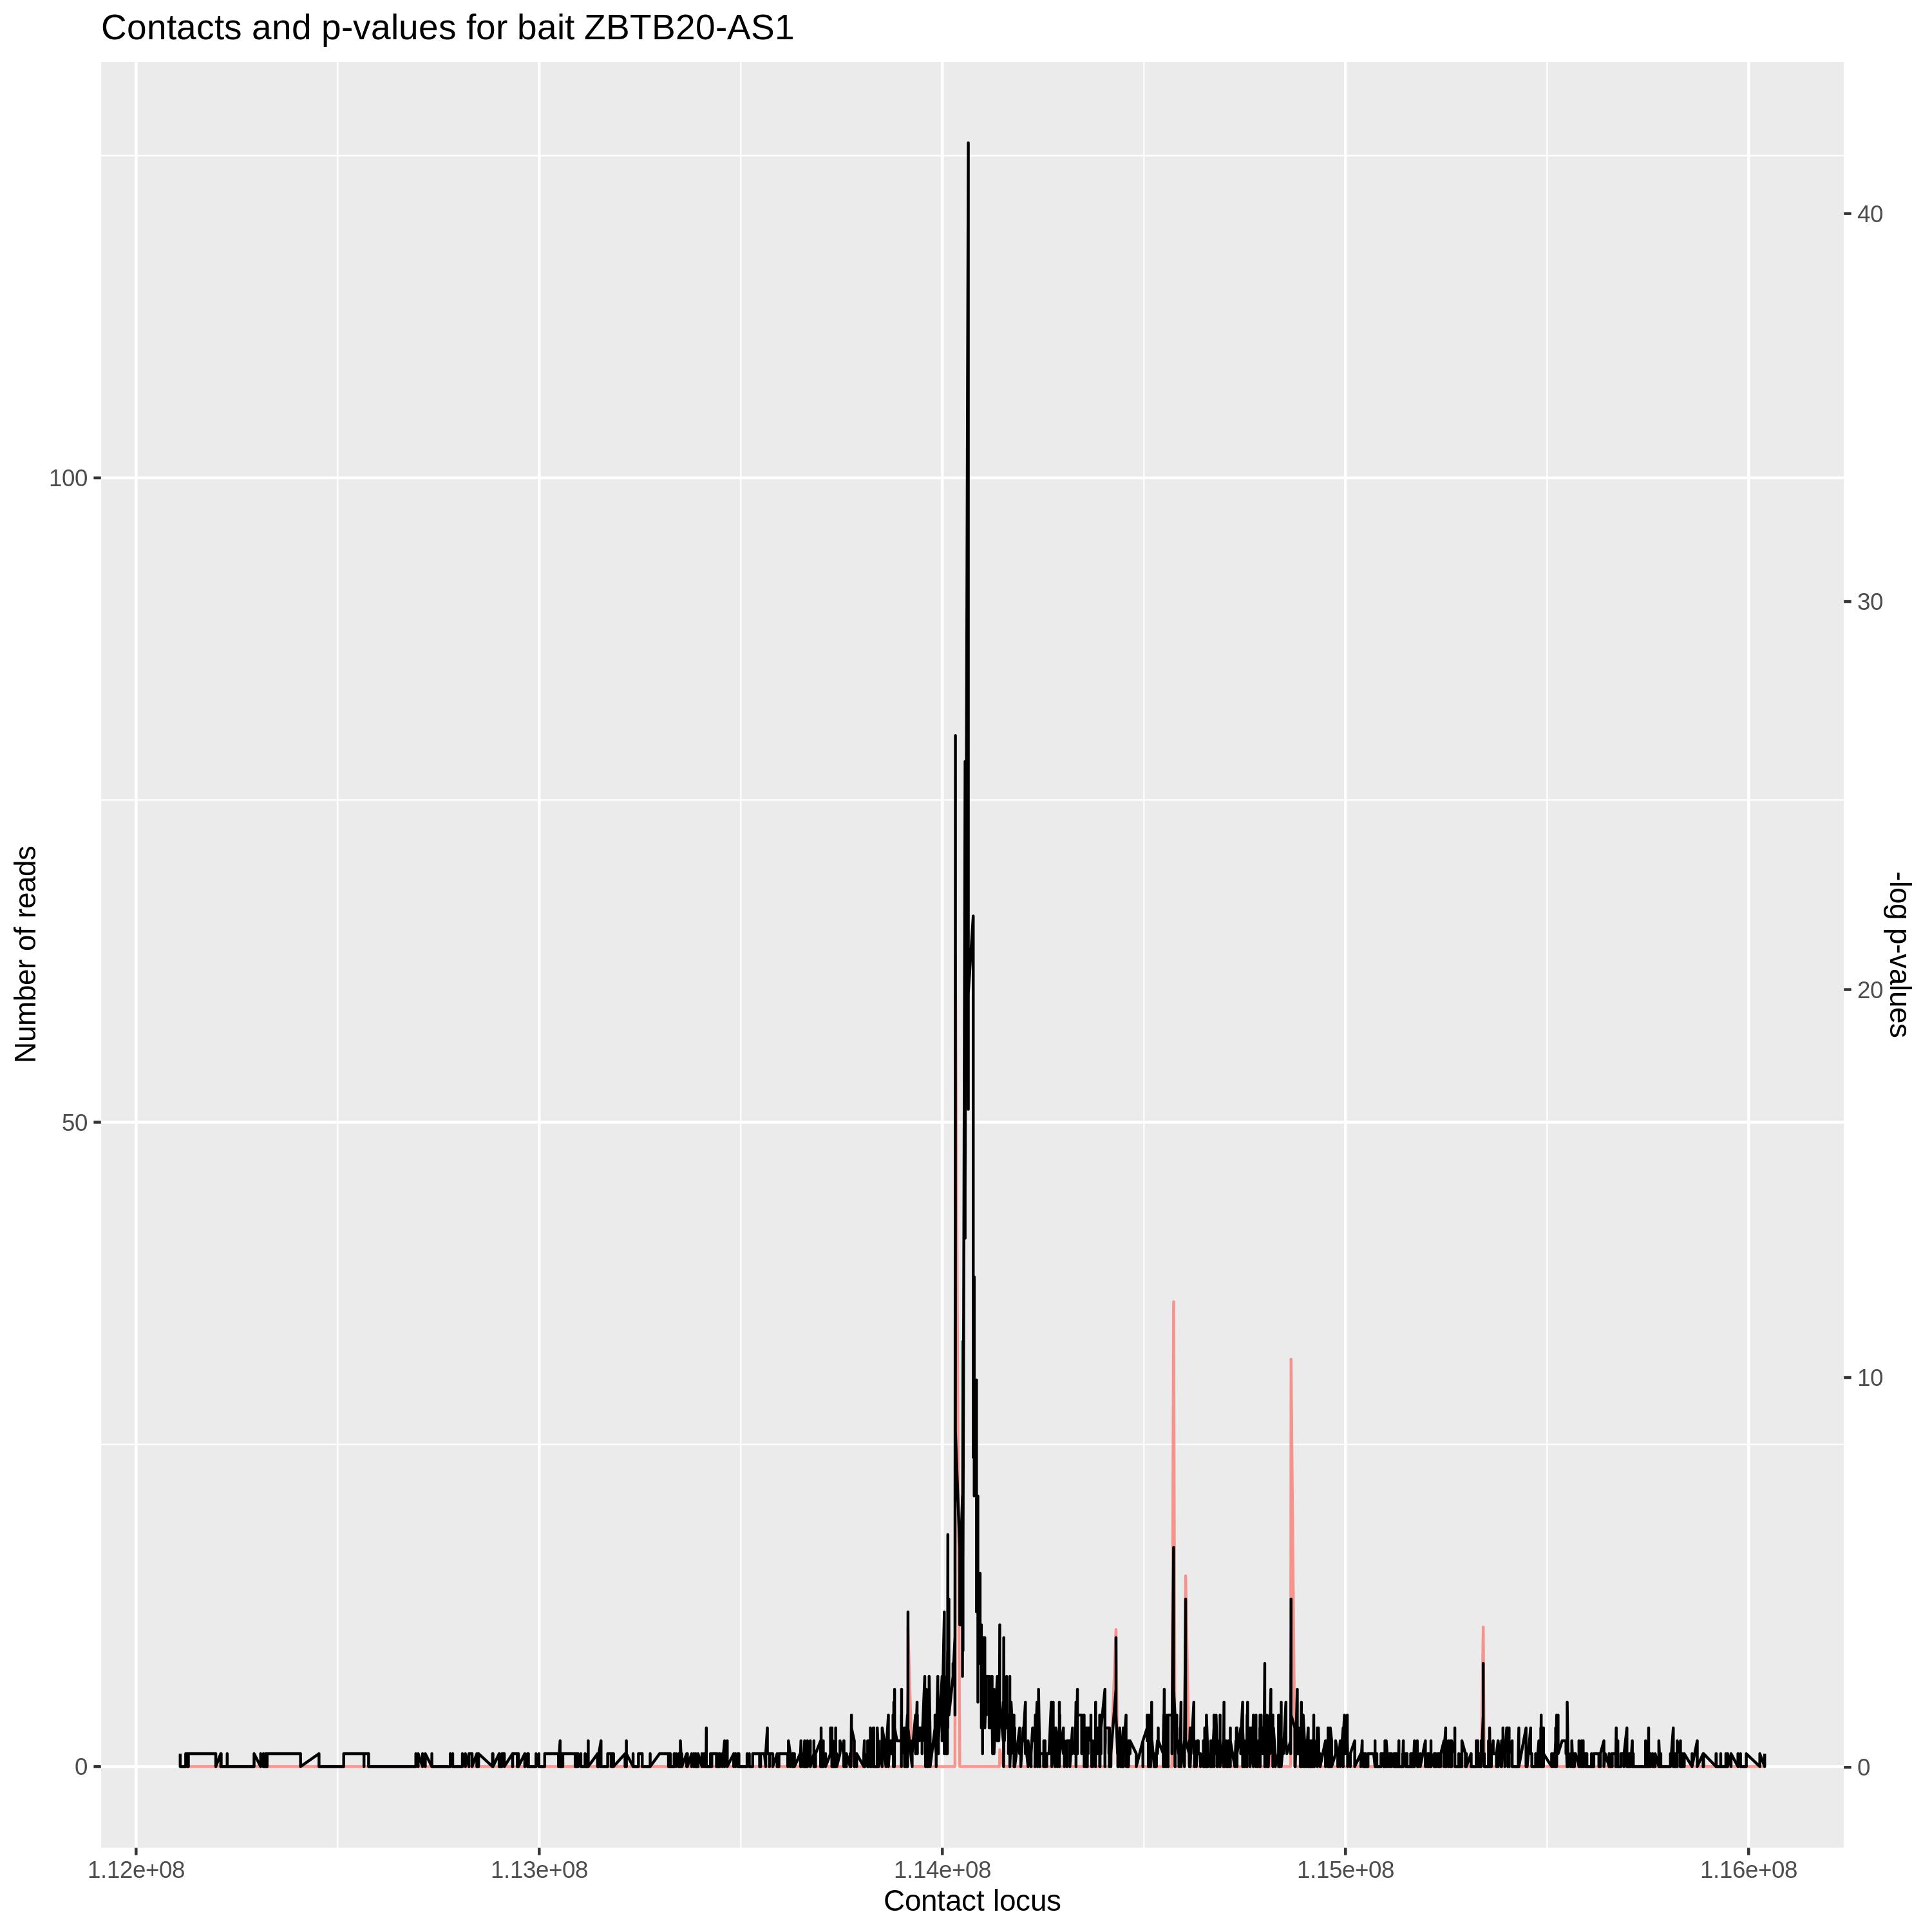 Contacts and p-values for bait ZBTB20-AS1
Number of reads
100
50
0
40
30
20
10
0
-log p-values
1.12e+08
1.13e+08
1.14e+08
1.15e+08
1.16e+08
Contact locus